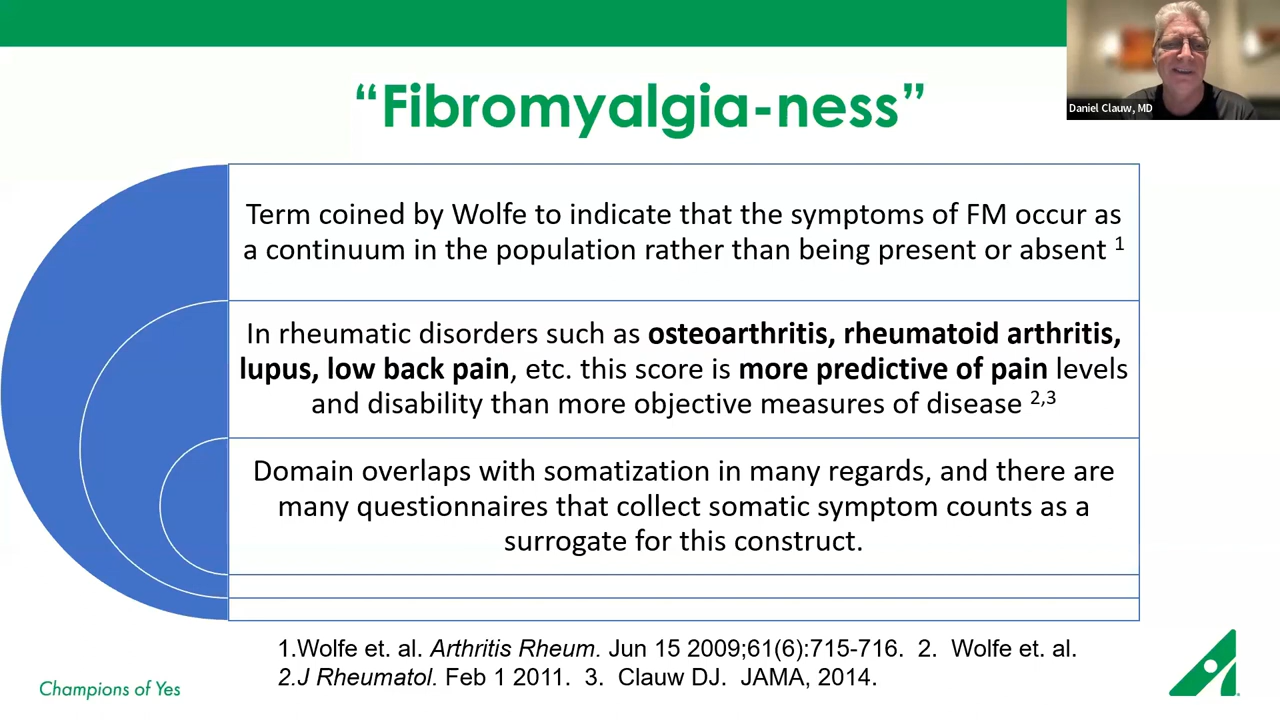 “Fibromyalgia-ness”
Daniel Clauw, MD
Term coined by Wolfe to indicate that the symptoms of FM occur as
a continuum in the population rather than being present or absent 1
In rheumatic disorders such as osteoarthritis, rheumatoid arthritis,
lupus, low back pain, etc. this score is more predictive of pain levels
and disability than more objective measures of disease 2,3
Domain overlaps with somatization in many regards, and there are
many questionnaires that collect somatic symptom counts as a
surrogate for this construct.
1.Wolfe et. al. Arthritis Rheum. Jun 15 2009;61(6):715-716. 2. Wolfe et. al.
2.J Rheumatol. Feb 1 2011. 3. Clauw DJ. JAMA, 2014.
Champions of Yes